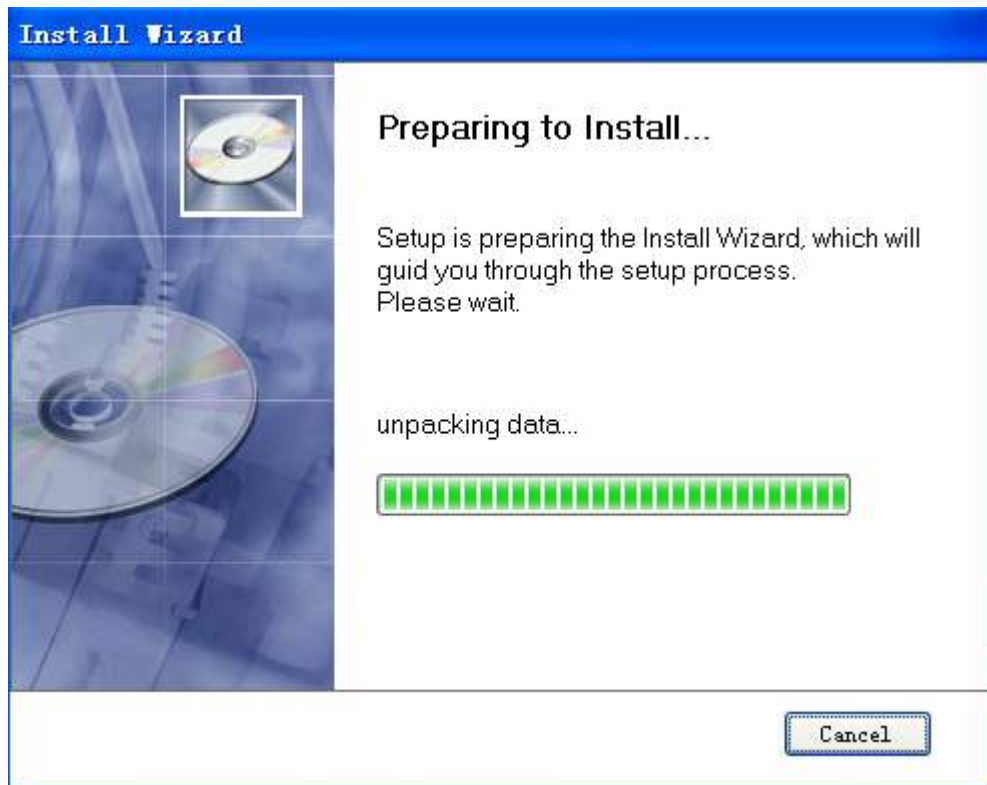 Install Wizard
Preparing to Install...
Setup is preparing the Install Wizard, which will
guid you through the setup process.
Please wait.
unpacking data...
Cancel